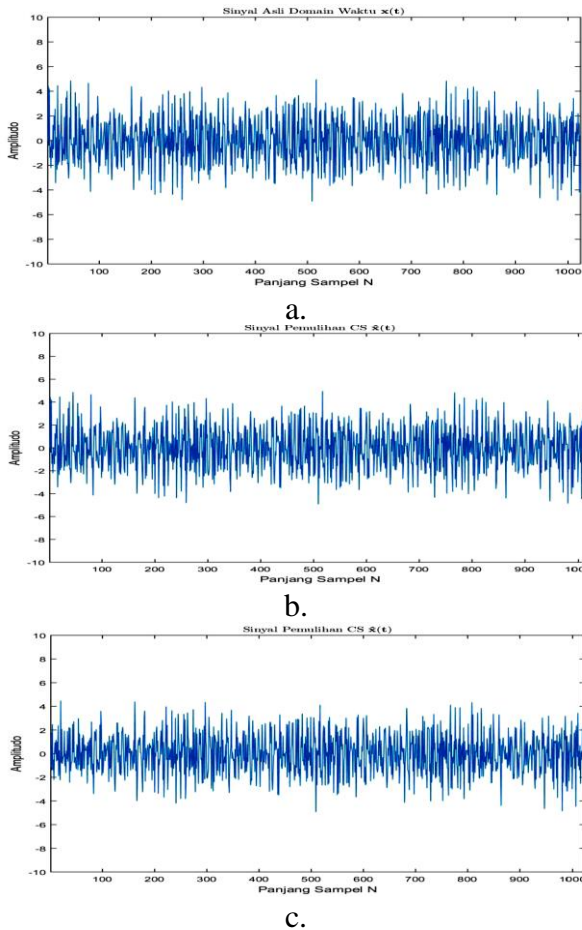 Sinyal Asli Domain Waktu x(t)
10
8
6
4
2
0
-2
-4
-6
-8
-10
Amplitudo
100 200 300 400 500 600 700 800 900 1000
Panjang Sampel N
a.
Sinyal Pemulihan CS x̂(t)
10
8
6
4
2
0
-2
-4
-6
-8
-10
Amplitudo
100 200 300 400 500 600 700 800 900 1000
Panjang Sampel N
b.
Sinyal Pemulihan CS x̂(t)
10
8
6
4
2
0
-2
-4
-6
-8
-10
Amplitudo
100 200 300 400 500 600 700 800 900 1000
Panjang Sampel N
c.